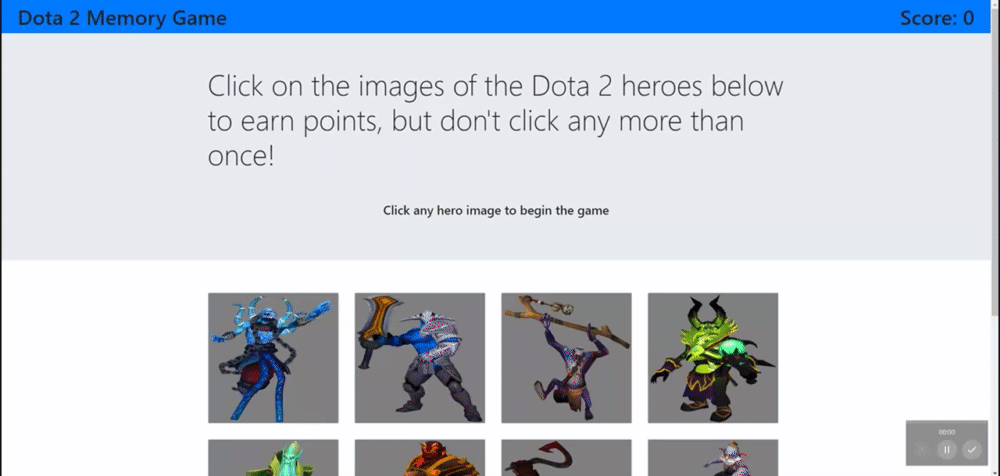 Dota 2 Memory Game
Score: 0
Click on the images of the Dota 2 heroes below
to earn points, but don't click any more than
once!
Click any hero image to begin the game
00:00